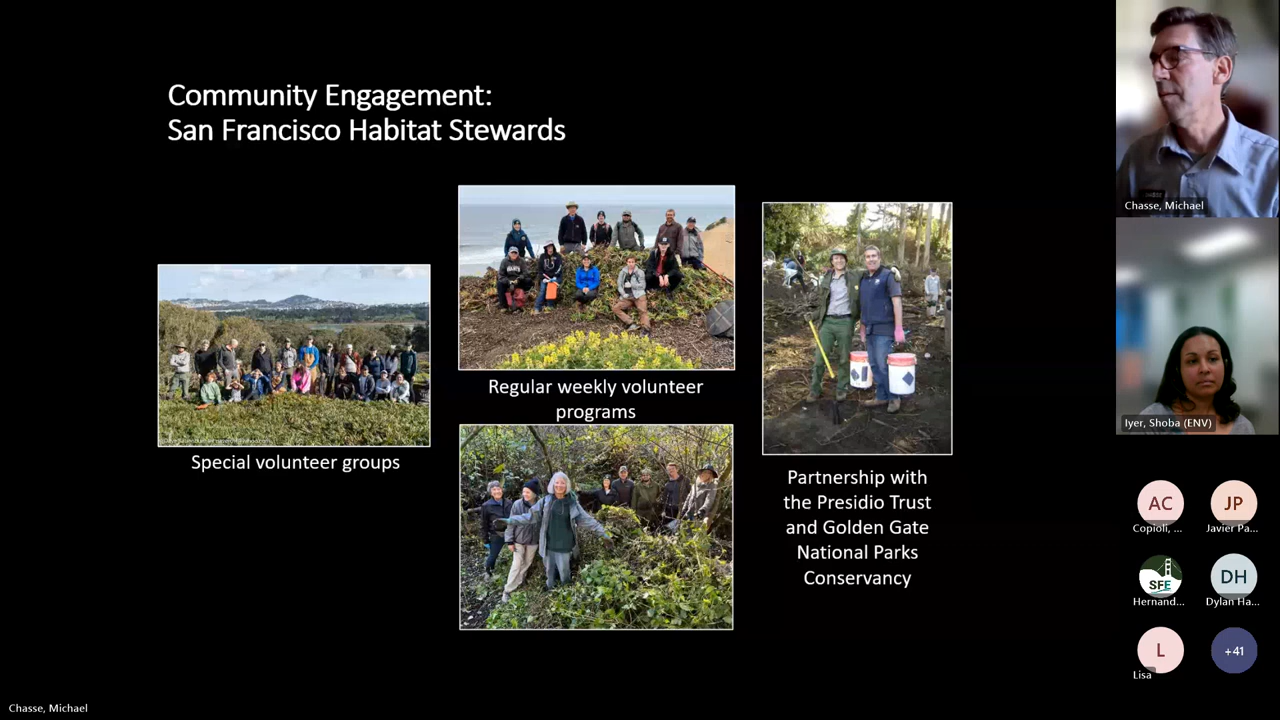 Community Engagement:
San Francisco Habitat Stewards
Special volunteer groups
Regular weekly volunteer
programs
Partnership with
the Presidio Trust
and Golden Gate
National Parks
Conservancy
Chasse, Michael
Iyer, Shoba (ENV)
AC
Copioli, ...
JP
Javier Pa...
SFE
Hernand...
DH
Dylan Ha...
L
Lisa
+41
Chasse, Michael